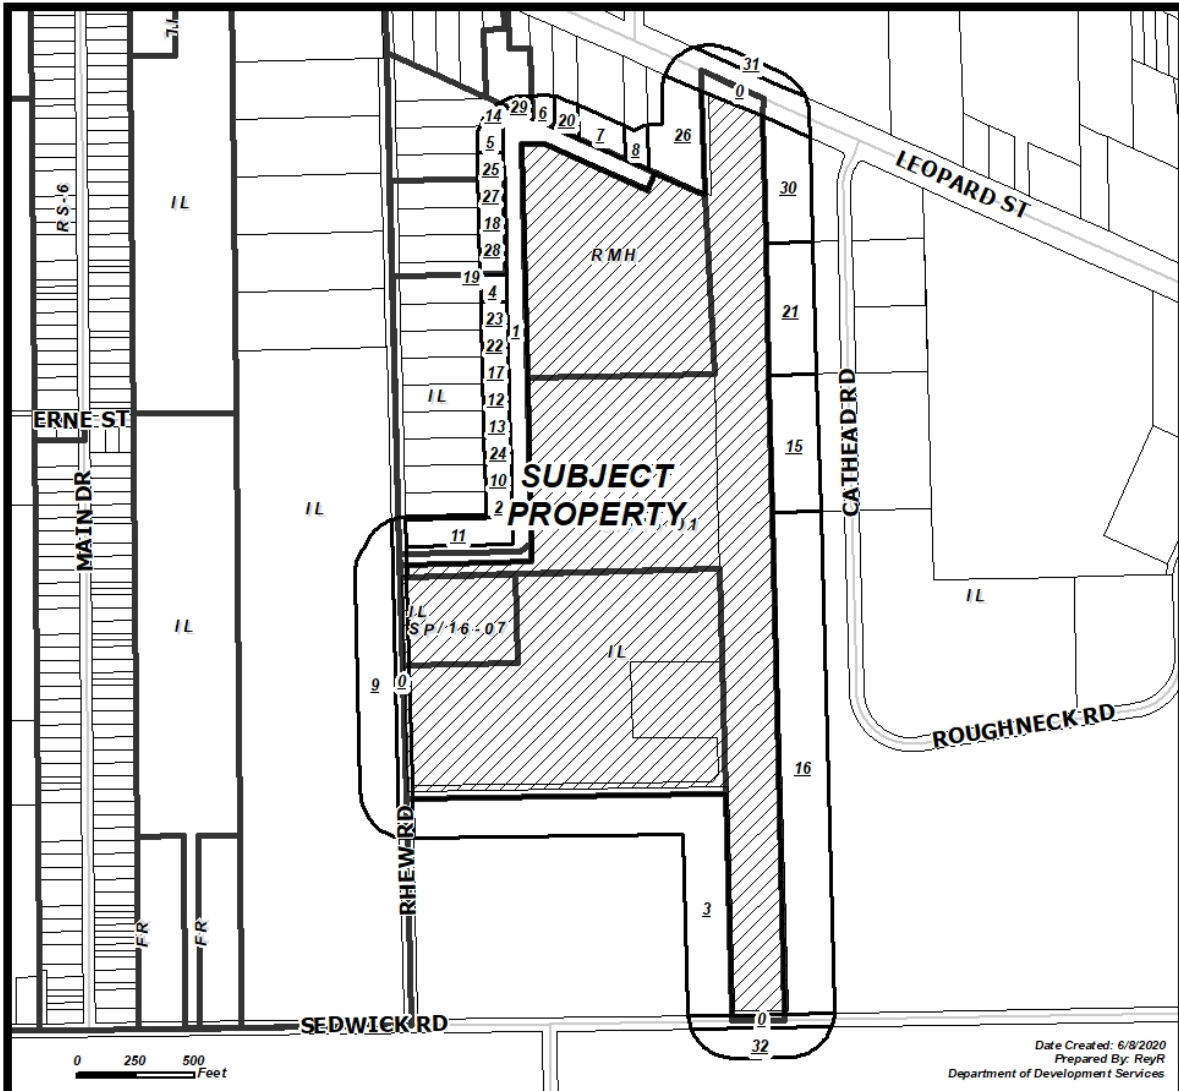 IL
31
0
29
14
6
20
7
8
26
5
LEOPARD ST
25
30
RS-6
IL
27
18
28
RMH
19
4
21
23
1
22
17
12
IL
CATHEAD RD
ERNE ST
13
15
24
SUBJECT
10
PROPERTY
2
MAIN DR
IL
11
IL
IL
SP/16-07
IL
IL
9
0
ROUGHNECK RD
16
RHEW RD
3
FR
FR
SEDWICK RD
0
32
0 250 500
Feet
Date Created: 6/8/2020
Prepared By: ReyR
Department of Development Services